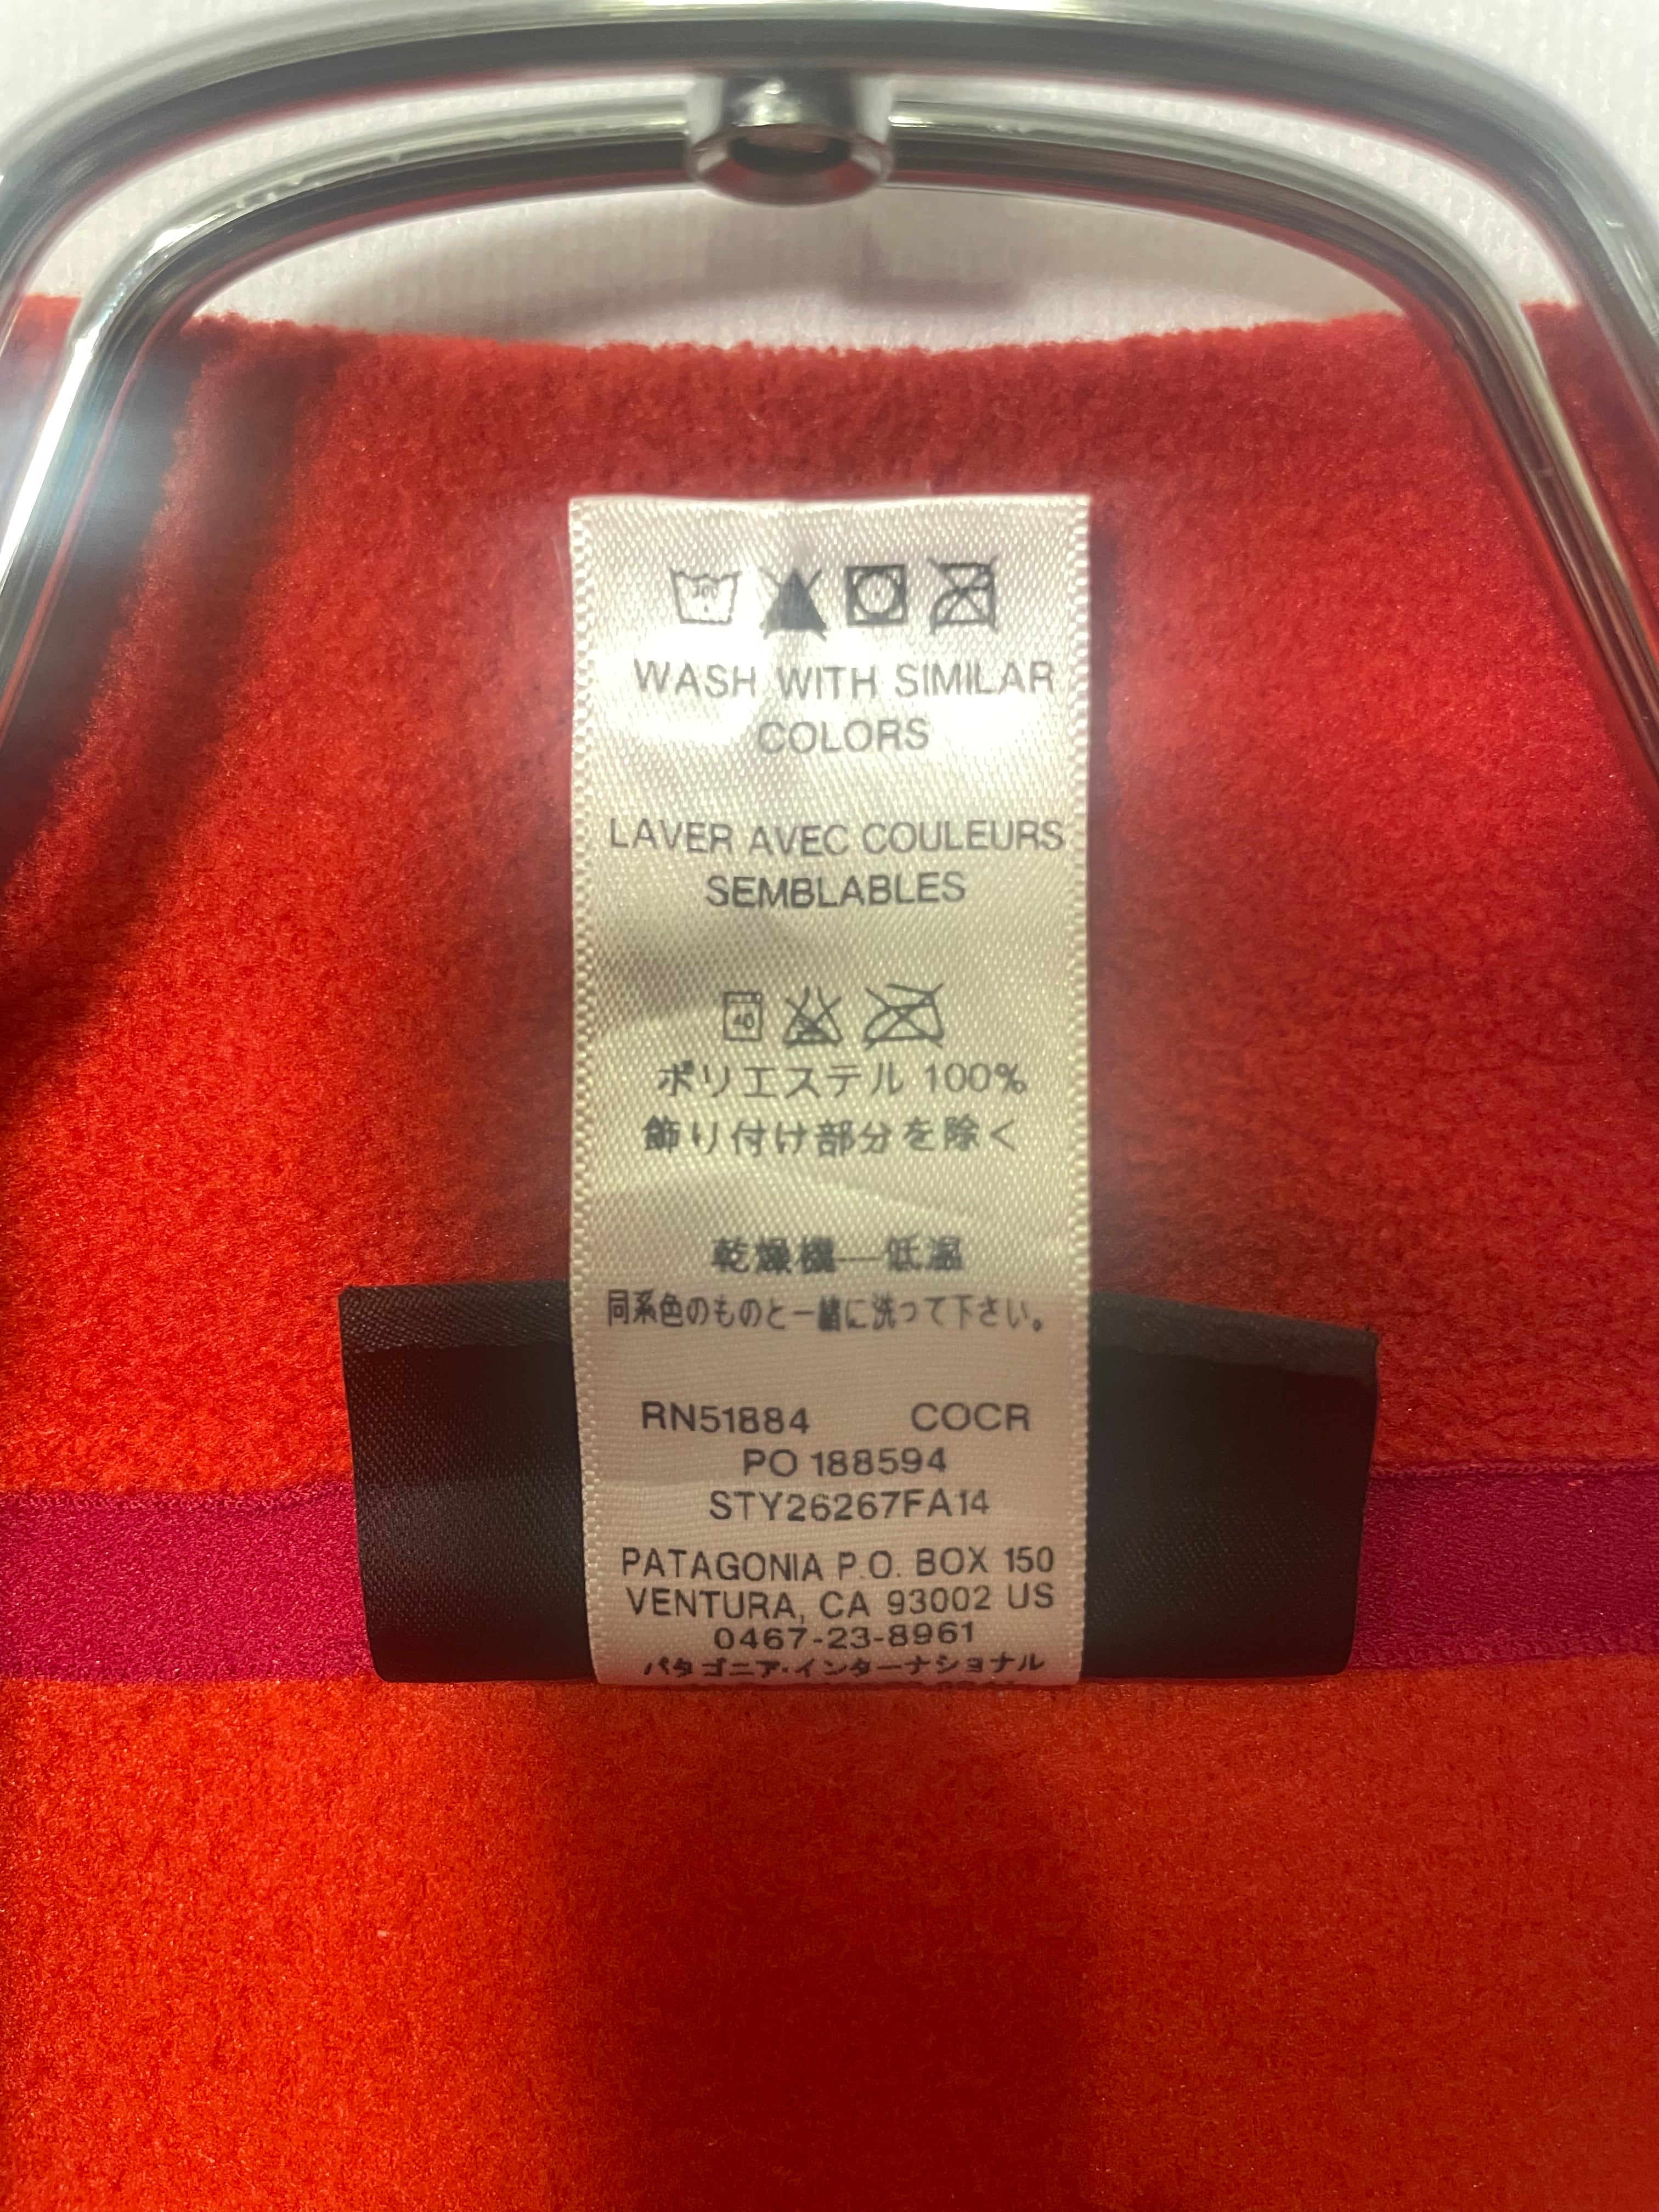 WASH WITH SIMILAR
COLORS
LAVER AVEC COULEURS
SEMBLABLES
40
ポリエステル 100%
飾り付け部分を除く
乾燥機—低温
同系色のものと一緒に洗って下さい。
RN51884 COCR
PO 188594
STY26267FA14
PATAGONIA P.O. BOX 150
VENTURA, CA 93002 US
0467-23-8961
パタゴニア・インターナショナル